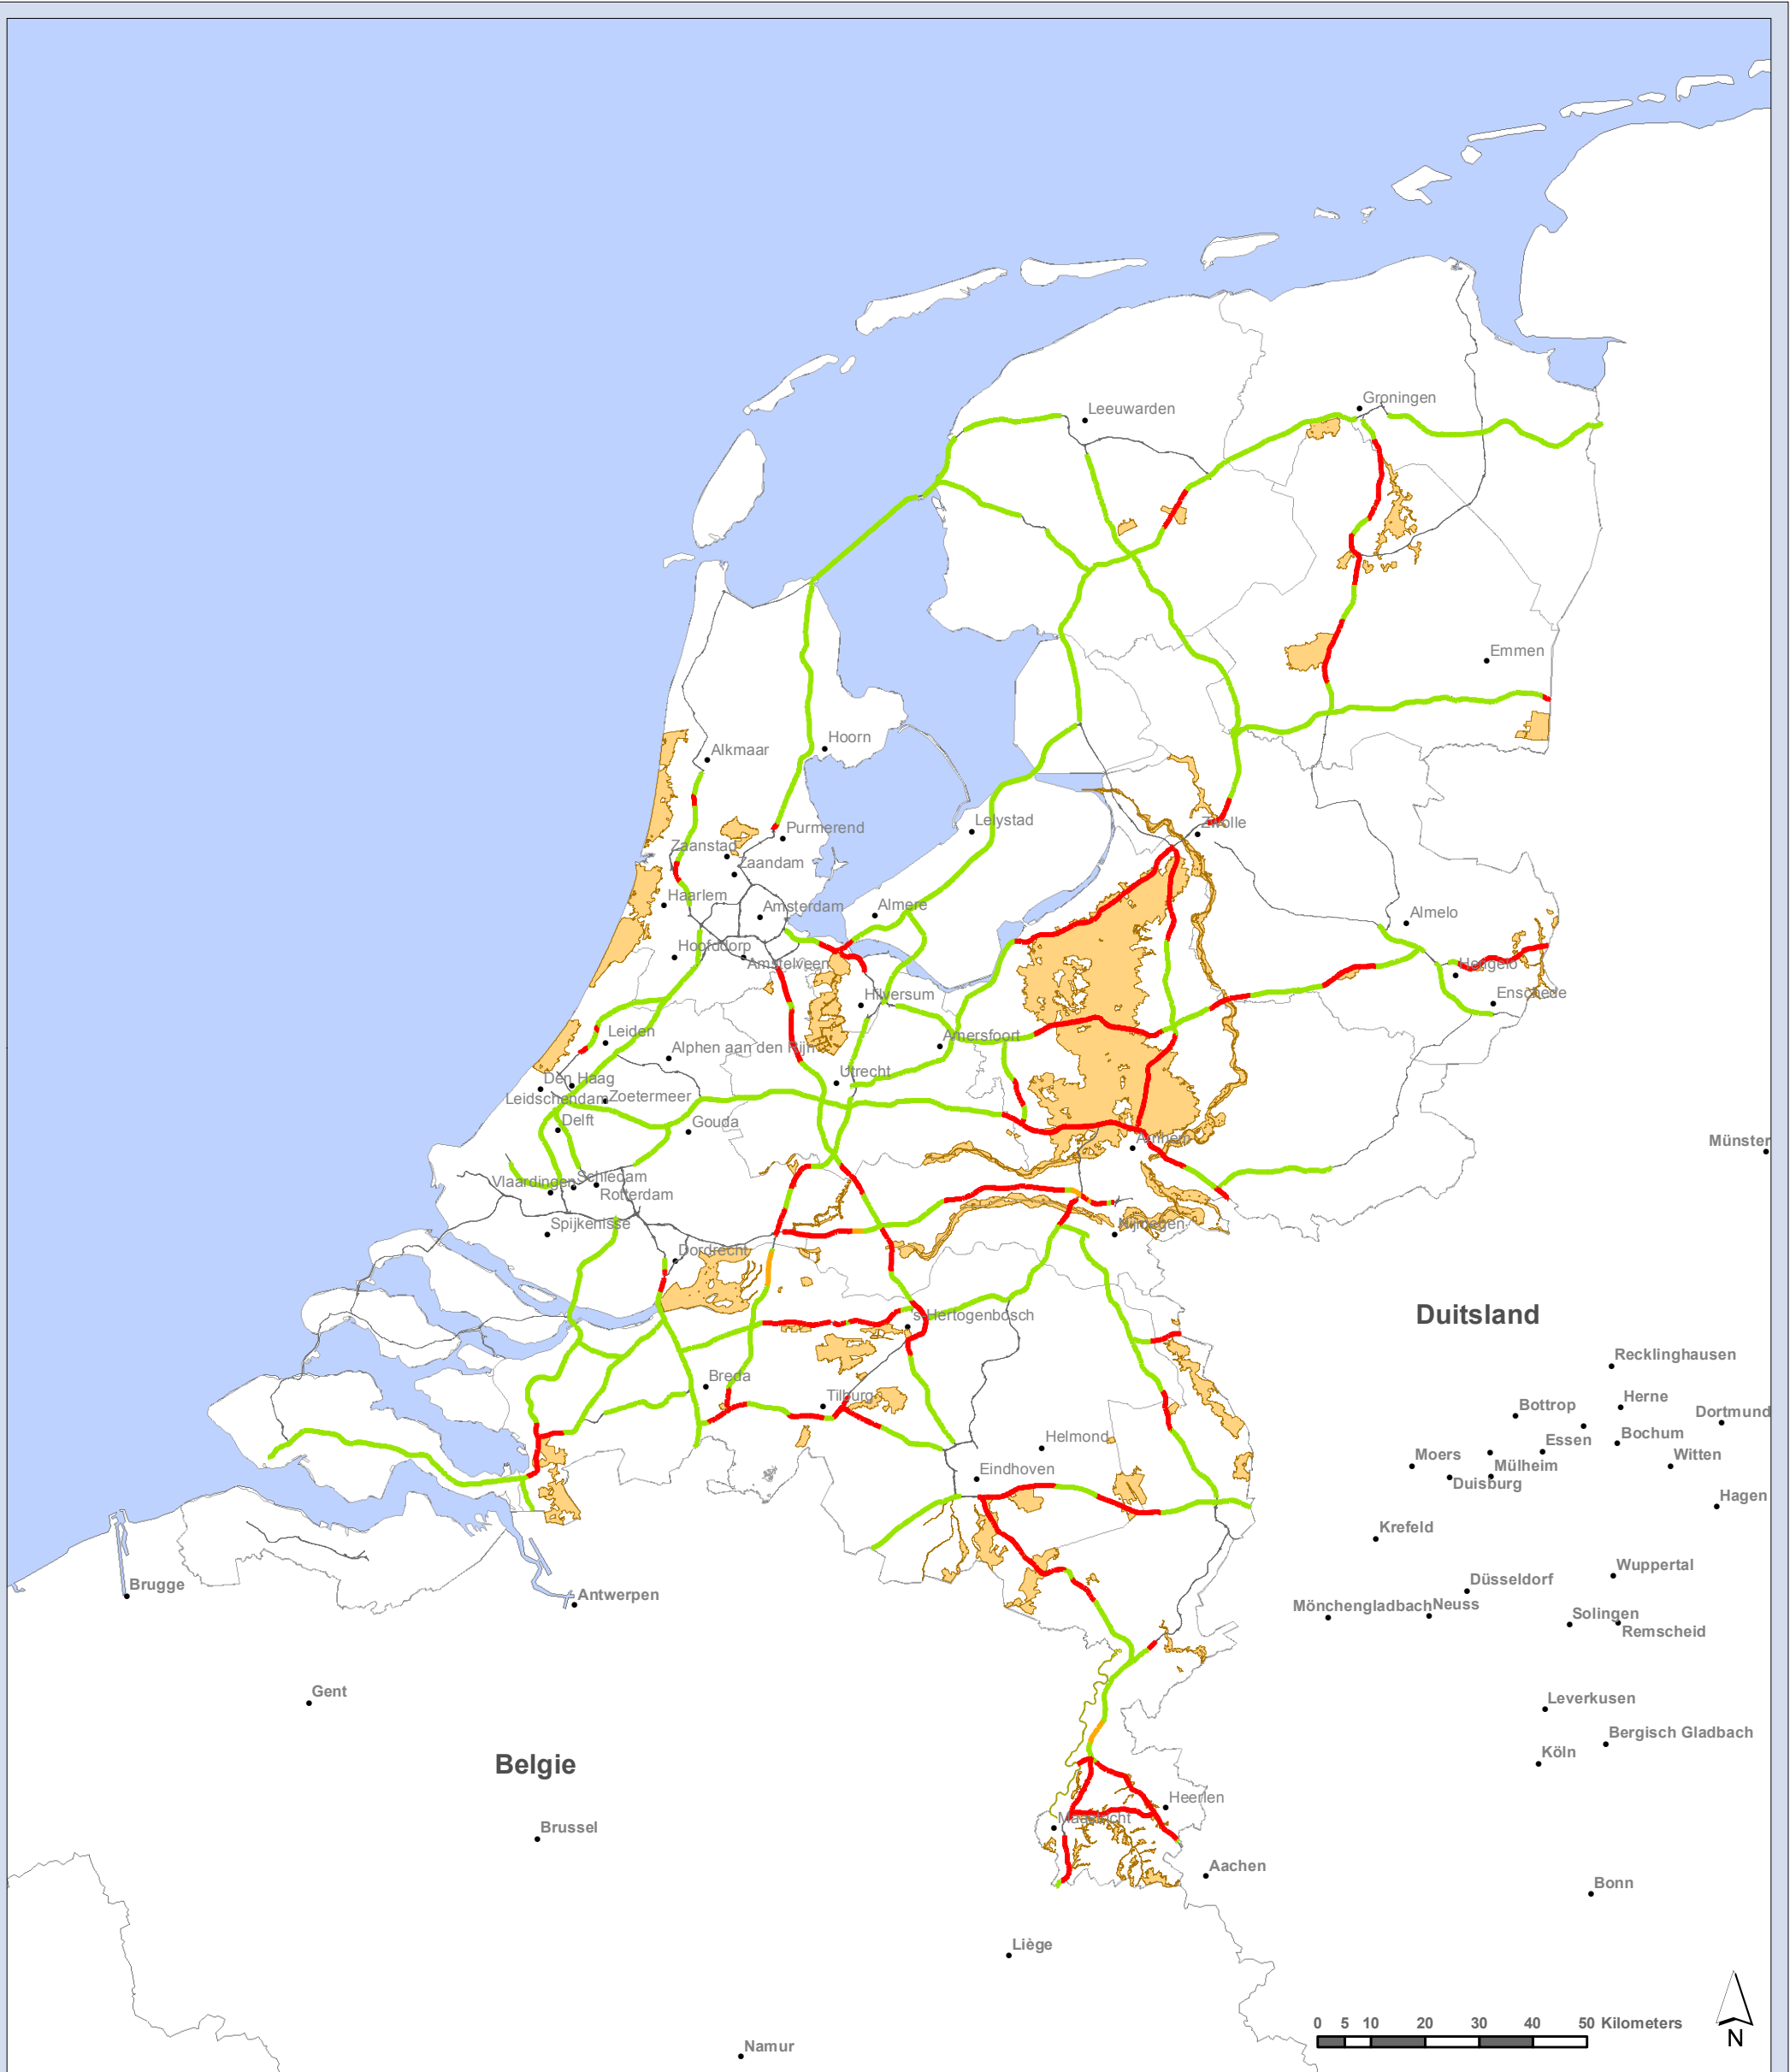 Leeuwarden
Groningen
Emmen
Hoorn
Alkmaar
Lelystad
Purmerend
Zwolle
Zaanstad
Zaandam
Haarlem
Amsterdam
Almere
Almelo
Hoofddorp
Amstelveen
Hengelo
Hilversum
Enschede
Leiden
Amersfoort
Alphen aan den Rijn
Utrecht
Den Haag
Leidschendam
Zoetermeer
Delft
Gouda
Arnhem
Münster
Schiedam
Vlaardingen
Rotterdam
Spijkenisse
Nijmegen
Dordrecht
's-Hertogenbosch
Duitsland
Recklinghausen
Breda
Tilburg
Herne
Bottrop
Dortmund
Helmond
Essen
Bochum
Moers
Witten
Mülheim
Eindhoven
Duisburg
Hagen
Krefeld
Wuppertal
Brugge
Antwerpen
Düsseldorf
Mönchengladbach
Neuss
Solingen
Remscheid
Gent
Leverkusen
Bergisch Gladbach
Belgie
Köln
Heerlen
Maastricht
Brussel
Aachen
Bonn
Liège
0 5 10 20 30 40 50 Kilometers
N
Namur